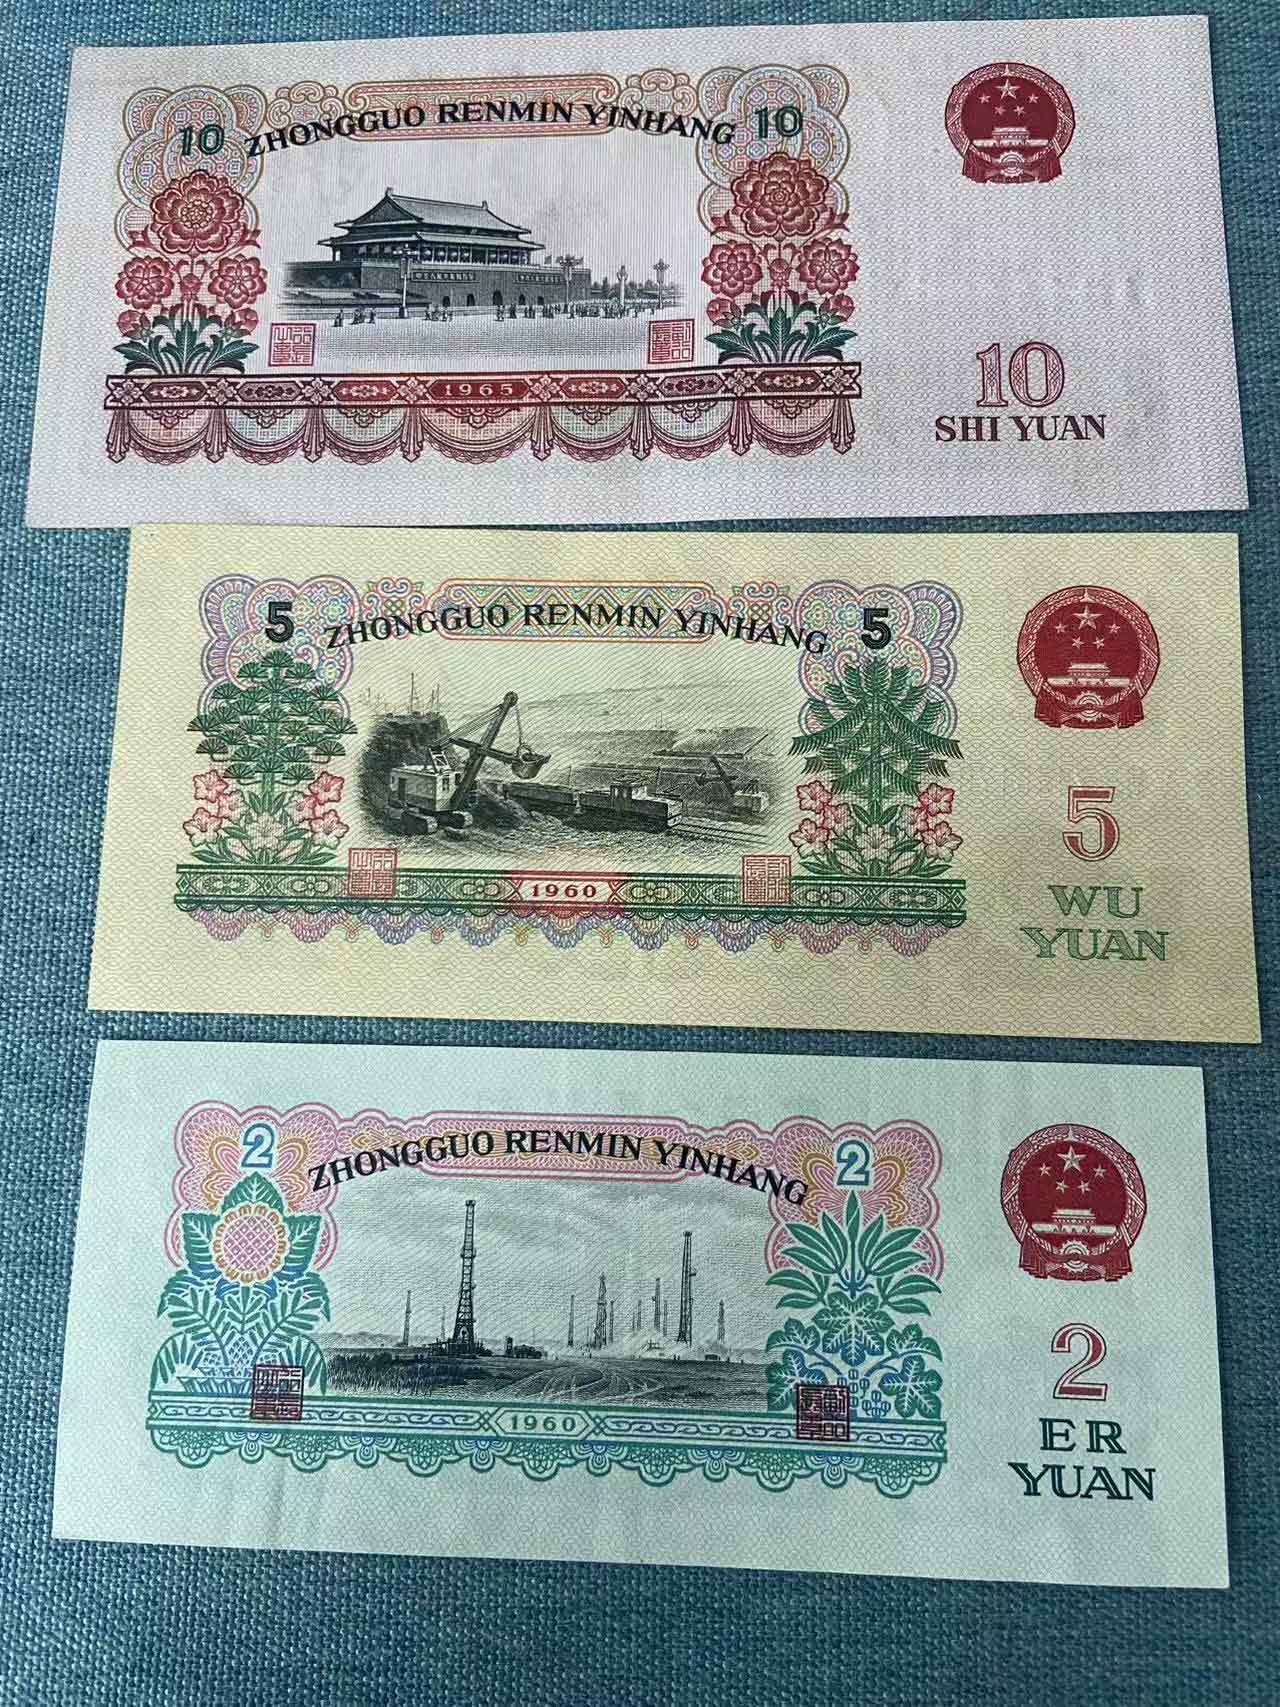 10 ZHONGGUO RENMIN YINHANG 10
1965
10
SHI YUAN
5 ZHONGGUO RENMIN YINHANG 5
1960
5
WU
YUAN
2 ZHONGGUO RENMIN YINHANG 2
1960
2
ER
YUAN